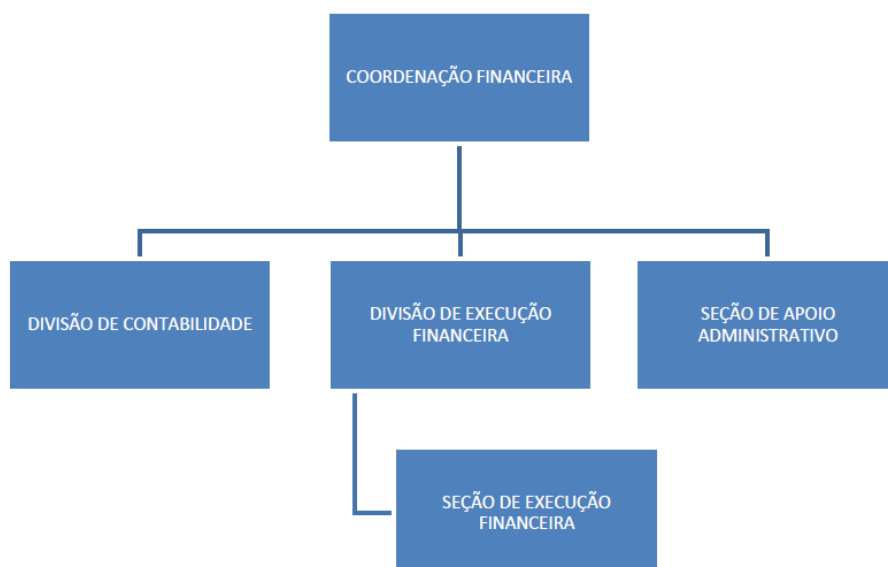 COORDENAÇÃO FINANCEIRA
DIVISÃO DE CONTABILIDADE
DIVISÃO DE EXECUÇÃO
FINANCEIRA
SEÇÃO DE APOIO
ADMINISTRATIVO
SEÇÃO DE EXECUÇÃO
FINANCEIRA